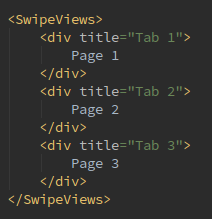 <SwipeViews>
    <div title="Tab 1">
        Page 1
    </div>
    <div title="Tab 2">
        Page 2
    </div>
    <div title="Tab 3">
        Page 3
    </div>
</SwipeViews>